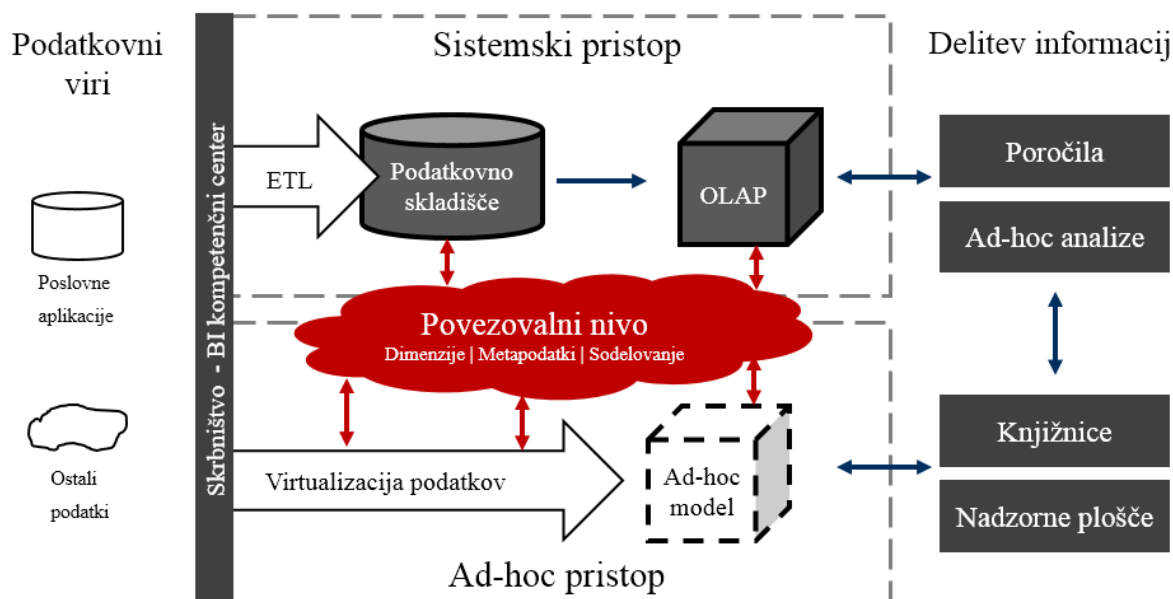 Podatkovni
viri
Poslovne
aplikacije
Ostali
podatki
Skrbništvo - BI kompetenčni center
Sistemski pristop
ETL
Podatkovno
skladišče
OLAP
Povezovalni nivo
Dimenzije | Metapodatki | Sodelovanje
Virtualizacija podatkov
Ad-hoc
model
Ad-hoc pristop
Delitev informacij
Poročila
Ad-hoc analize
Knjižnice
Nadzorne plošče